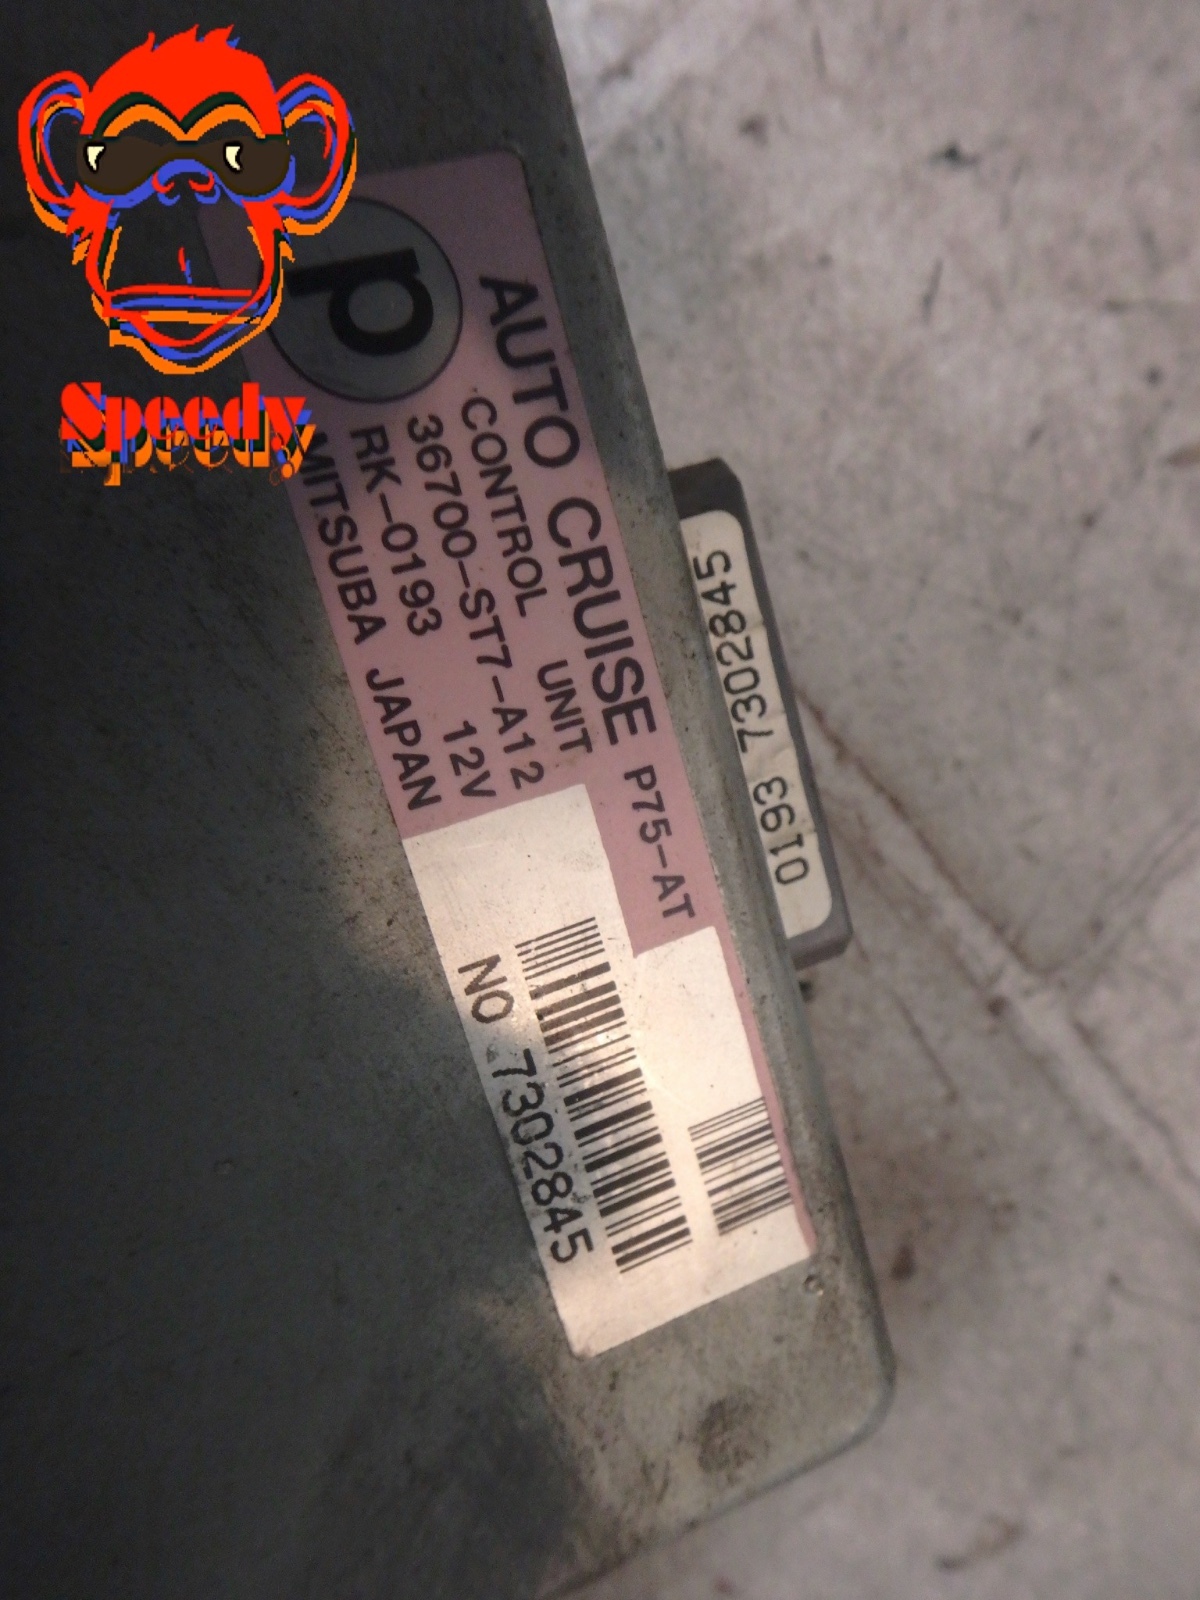 Speedy
p
AUTO CRUISE P75-AT
CONTROL UNIT
36700-ST7-A12
RK-0193 12V
MITSUBA JAPAN
NO 7302845
0193 7302845